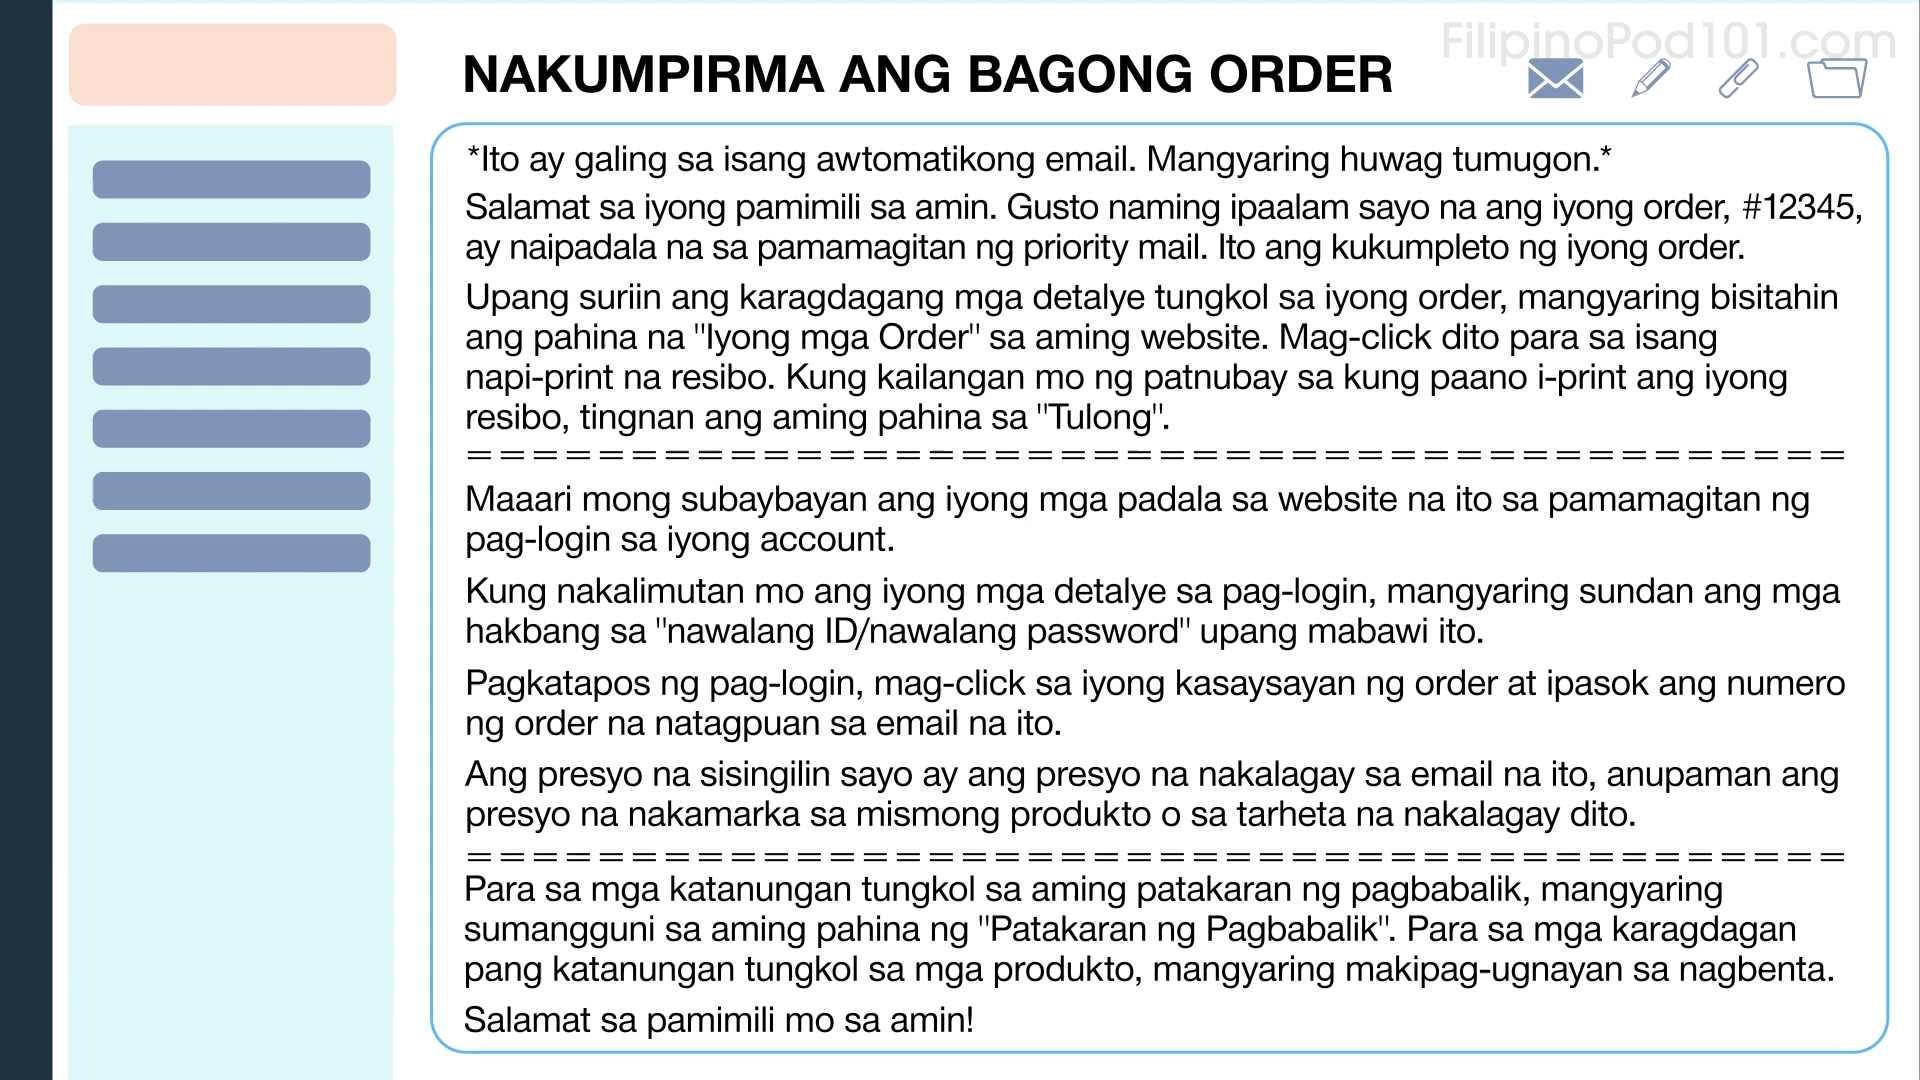 FilipinoPod101.com
NAKUMPIRMA ANG BAGONG ORDER
*Ito ay galing sa isang awtomatikong email. Mangyaring huwag tumugon.*
Salamat sa iyong pamimili sa amin. Gusto naming ipaalam sayo na ang iyong order, #12345,
ay naipadala na sa pamamagitan ng priority mail. Ito ang kukumpleto ng iyong order.
Upang suriin ang karagdagang mga detalye tungkol sa iyong order, mangyaring bisitahin
ang pahina na "Iyong mga Order" sa aming website. Mag-click dito para sa isang
napi-print na resibo. Kung kailangan mo ng patnubay sa kung paano i-print ang iyong
resibo, tingnan ang aming pahina sa "Tulong".
= = = = = = = = = = = = = = = = = = = = = = = = = = = = = = = = = = = = = = = = = =
Maaari mong subaybayan ang iyong mga padala sa website na ito sa pamamagitan ng
pag-login sa iyong account.
Kung nakalimutan mo ang iyong mga detalye sa pag-login, mangyaring sundan ang mga
hakbang sa "nawalang ID/nawalang password" upang mabawi ito.
Pagkatapos ng pag-login, mag-click sa iyong kasaysayan ng order at ipasok ang numero
ng order na natagpuan sa email na ito.
Ang presyo na sisingilin sayo ay ang presyo na nakalagay sa email na ito, anupaman ang
presyo na nakamarka sa mismong produkto o sa tarheta na nakalagay dito.
= = = = = = = = = = = = = = = = = = = = = = = = = = = = = = = = = = = = = = = = = =
Para sa mga katanungan tungkol sa aming patakaran ng pagbabalik, mangyaring
sumangguni sa aming pahina ng "Patakaran ng Pagbabalik". Para sa mga karagdagan
pang katanungan tungkol sa mga produkto, mangyaring makipag-ugnayan sa nagbenta.
Salamat sa pamimili mo sa amin!